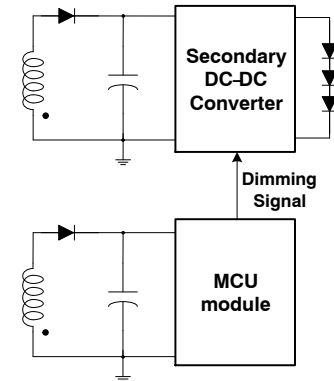 Secondary
DC-DC
Converter
Dimming
Signal
MCU
module